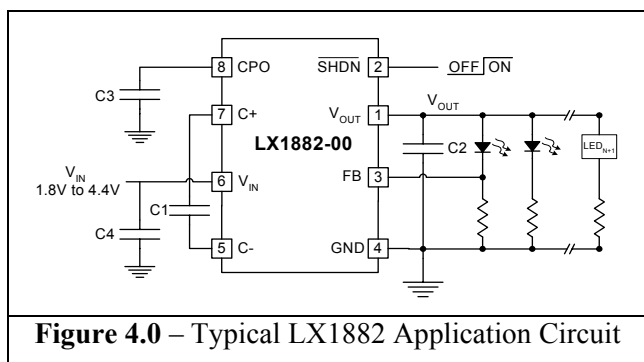 8 CPO
SHDN 2
OFF ON
C3
7 C+
VOUT 1
VOUT
LX1882-00
C2
LEDN+1
VIN
1.8V to 4.4V
6 VIN
FB 3
C1
C4
5 C-
GND 4
Figure 4.0 – Typical LX1882 Application Circuit